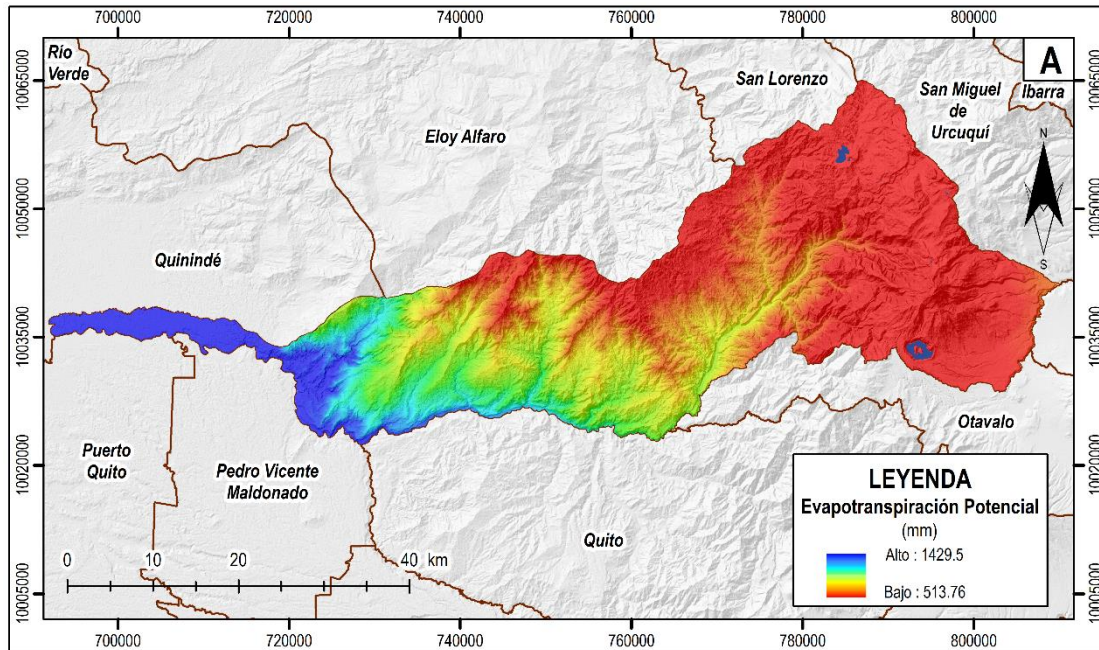 700000 720000 740000 760000 780000 800000
10065000 10065000
Río
Verde
San Lorenzo
A
San Miguel
de
Urcuquí
Ibarra
Eloy Alfaro
N
S
10050000 10050000
Quinindé
10035000 10035000
Otavalo
Puerto
Quito
Pedro Vicente
Maldonado
Quito
10020000 10020000
LEYENDA
Evapotranspiración Potencial
(mm)
Alto : 1429.5
Bajo : 513.76
0 10 20 40 km
10005000 10005000
700000 720000 740000 760000 780000 800000